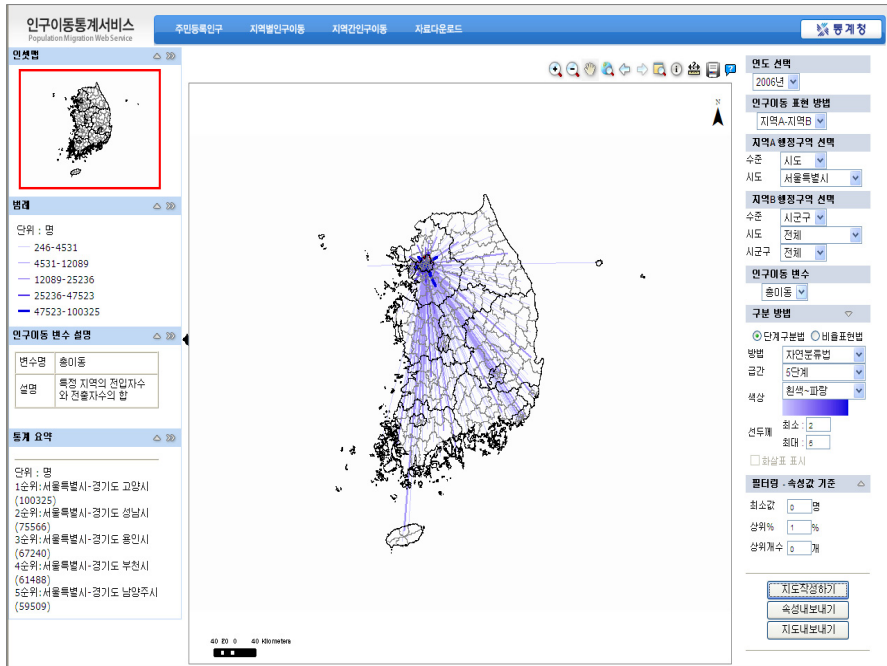 인구이동통계서비스
Population Migration Web Service
주민등록인구 지역별인구이동 지역간인구이동 자료다운로드
통계청
인셋맵
범례
단위 : 명
246-4531
4531-12089
12089-25236
25236-47523
47523-100325
인구이동 변수 설명
변수명 총이동
설명 특정 지역의 전입자수
와 전출자수의 합
통계 요약
단위 : 명
1순위:서울특별시-경기도 고양시
(100325)
2순위:서울특별시-경기도 성남시
(75566)
3순위:서울특별시-경기도 용인시
(67240)
4순위:서울특별시-경기도 부천시
(61488)
5순위:서울특별시-경기도 남양주시
(59509)
N
40 20 0 40 Kilometers
연도 선택
2006년
인구이동 표현 방법
지역A-지역B
지역A 행정구역 선택
수준 시도
시도 서울특별시
지역B 행정구역 선택
수준 시군구
시도 전체
시군구 전체
인구이동 변수
총이동
구분 방법
단계구분법 비율표현법
방법 자연분류법
급간 5단계
색상 흰색~파랑
선두께 최소 : 2
최대 : 6
화살표 표시
필터링 - 속성값 기준
최소값 0 명
상위% 1 %
상위개수 0 개
지도작성하기
속성내보내기
지도내보내기